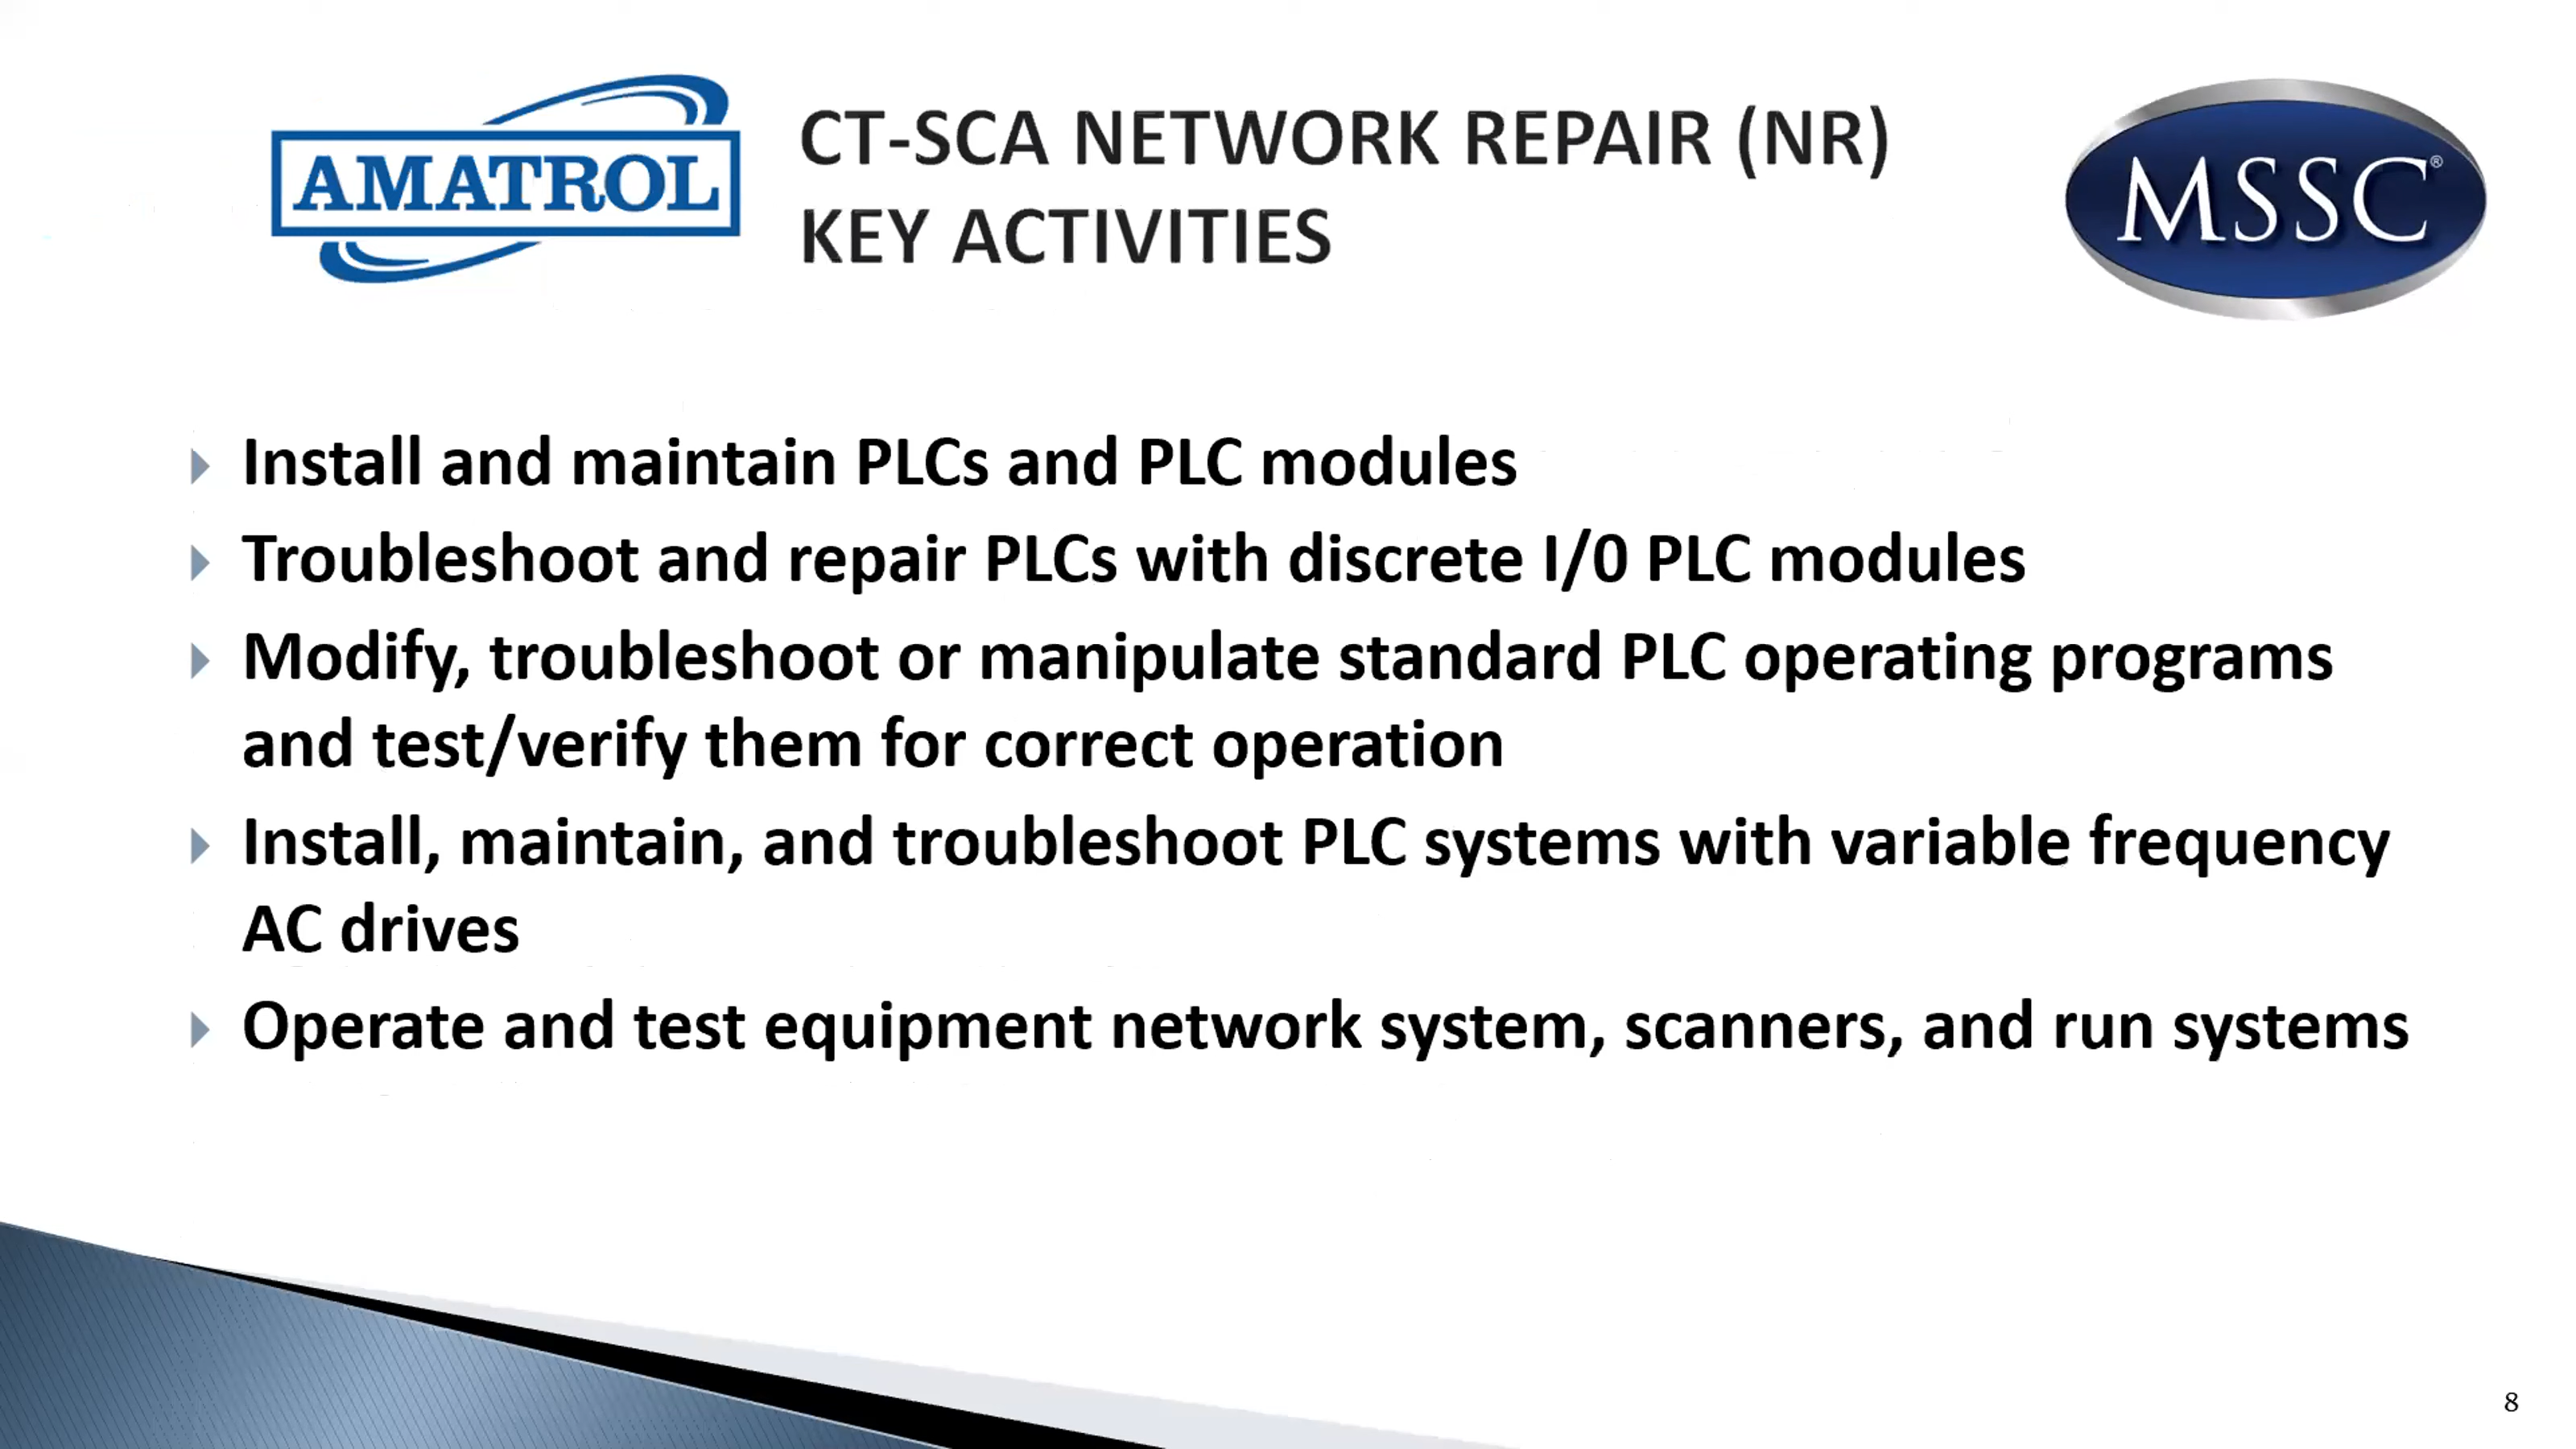 AMATROL
CT-SCA NETWORK REPAIR (NR)
KEY ACTIVITIES
MSSC®
Install and maintain PLCs and PLC modules
Troubleshoot and repair PLCs with discrete I/0 PLC modules
Modify, troubleshoot or manipulate standard PLC operating programs
and test/verify them for correct operation
Install, maintain, and troubleshoot PLC systems with variable frequency
AC drives
Operate and test equipment network system, scanners, and run systems
8